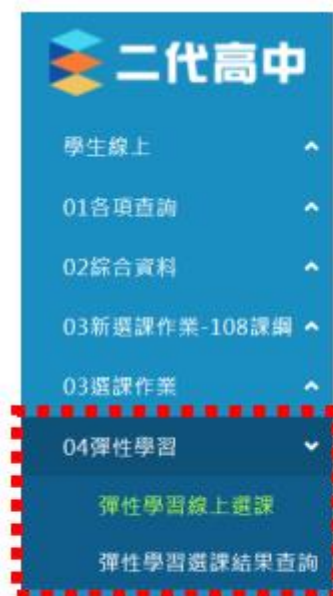 二代高中
學生線上
01各項查詢
02綜合資料
03新選課作業-108課綱
03選課作業
04彈性學習
彈性學習線上選課
彈性學習選課結果查詢